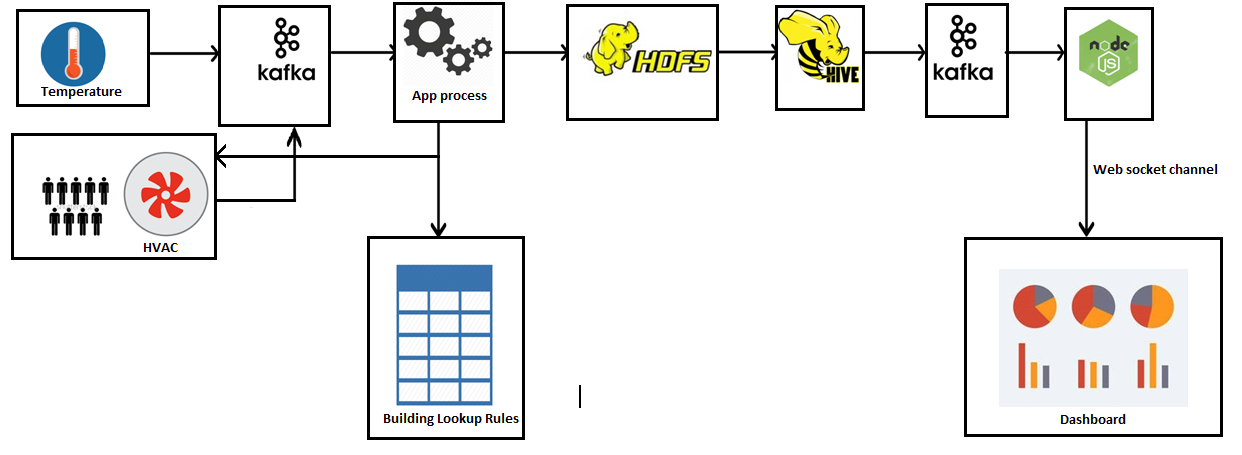 Temperature
kafka
App process
HDFS
HIVE
kafka
node
JS
Web socket channel
HVAC
Building Lookup Rules
Dashboard